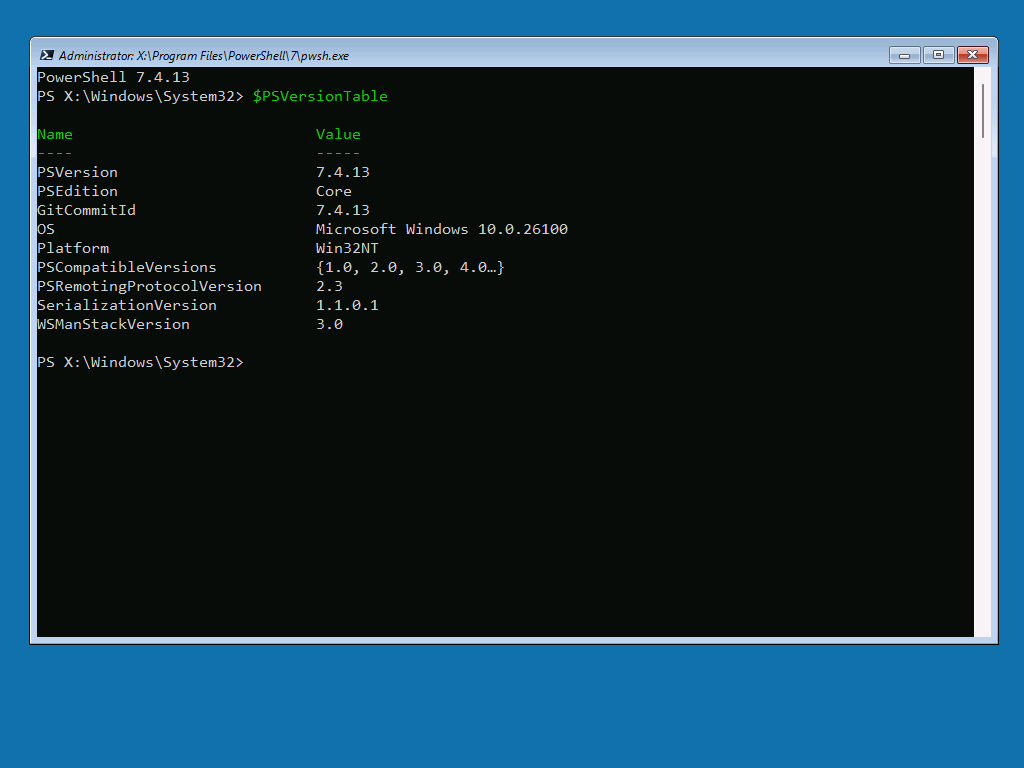 Administrator: X:\Program Files\PowerShell\7\pwsh.exe
PowerShell 7.4.13
PS X:\Windows\System32> $PSVersionTable
Name                           Value
----                           -----
PSVersion                      7.4.13
PSEdition                      Core
GitCommitId                    7.4.13
OS                             Microsoft Windows 10.0.26100
Platform                       Win32NT
PSCompatibleVersions           {1.0, 2.0, 3.0, 4.0…}
PSRemotingProtocolVersion      2.3
SerializationVersion           1.1.0.1
WSManStackVersion              3.0
PS X:\Windows\System32>